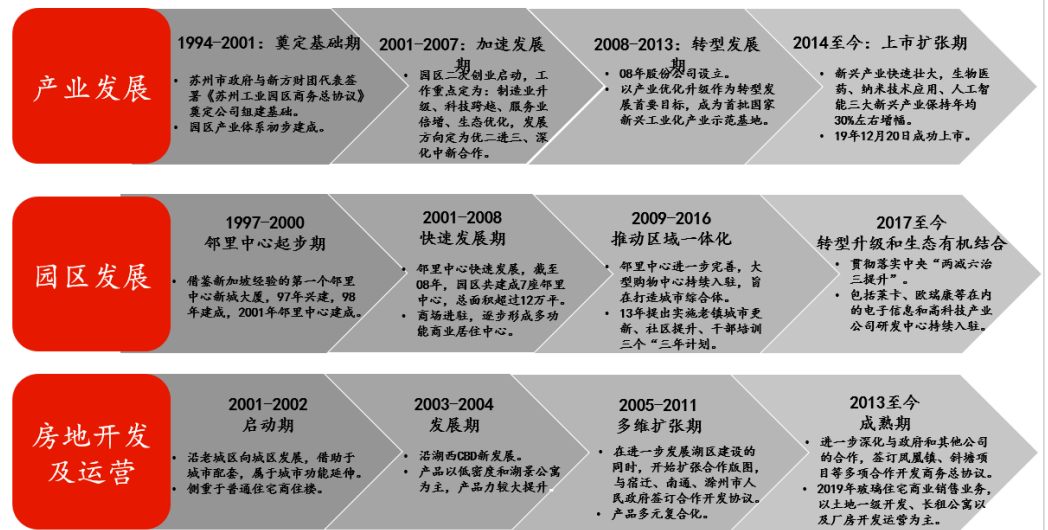 产业发展
1994-2001：奠定基础期
• 苏州市政府与新方财团代表签
署《苏州工业园区商务总协议》
奠定公司组建基础。
• 园区产业体系初步建成。
2001-2007：加速发展
期
• 园区二次创业启动，工
作重点定为：制造业升
级、科技跨越、服务业
倍增、生态优化，发展
方向定为优二进三、深
化中新合作。
2008-2013：转型发展
期
• 08年股份公司设立。
• 以产业优化升级作为转型发
展首要目标，成为首批国家
新兴工业化产业示范基地。
2014至今：上市扩张期
• 新兴产业快速壮大，生物医
药、纳米技术应用、人工智
能三大新兴产业保持年均
30%左右增幅。
• 19年12月20日成功上市。
园区发展
1997-2000
邻里中心起步期
• 借鉴新加坡经验的第一个邻里
中心新城大厦，97年兴建，98
年建成，2001年邻里中心建成。
2001-2008
快速发展期
• 邻里中心快速发展，截至
08年，园区共建成7座邻里
中心，总面积超过12万平。
• 商场进驻，逐步形成多功
能商业居住中心。
2009-2016
推动区域一体化
• 邻里中心进一步完善，大
型购物中心持续入驻，旨
在打造城市综合体。
• 13年提出实施老镇城市更
新、社区提升、干部培训
三个“三年计划。
2017至今
转型升级和生态有机结合
• 贯彻落实中央“两减六治
三提升”。
• 包括莱卡、欧瑞康等在内
的电子信息和高科技产业
公司研发中心持续入驻。
房地开发
及运营
2001-2002
启动期
• 沿老城区向城区发展，借助于
城市配套，属于城市功能延伸。
• 侧重于普通住宅商住楼。
2003-2004
发展期
• 沿湖西CBD新发展。
• 产品以低密度和湖景公寓
为主，产品力较大提升。
2005-2011
多维扩张期
• 在进一步发展湖区建设的
同时，开始扩张合作版图，
与宿迁、南通、滁州市人
民政府签订合作开发协议。
• 产品多元复合化。
2013至今
成熟期
• 进一步深化与政府和其他公司
的合作，签订凤凰镇、斜塘项
目等多项合作开发商务总协议。
• 2019年玻璃住宅商业销售业务，
以土地一级开发、长租公寓以
及厂房开发运营为主。